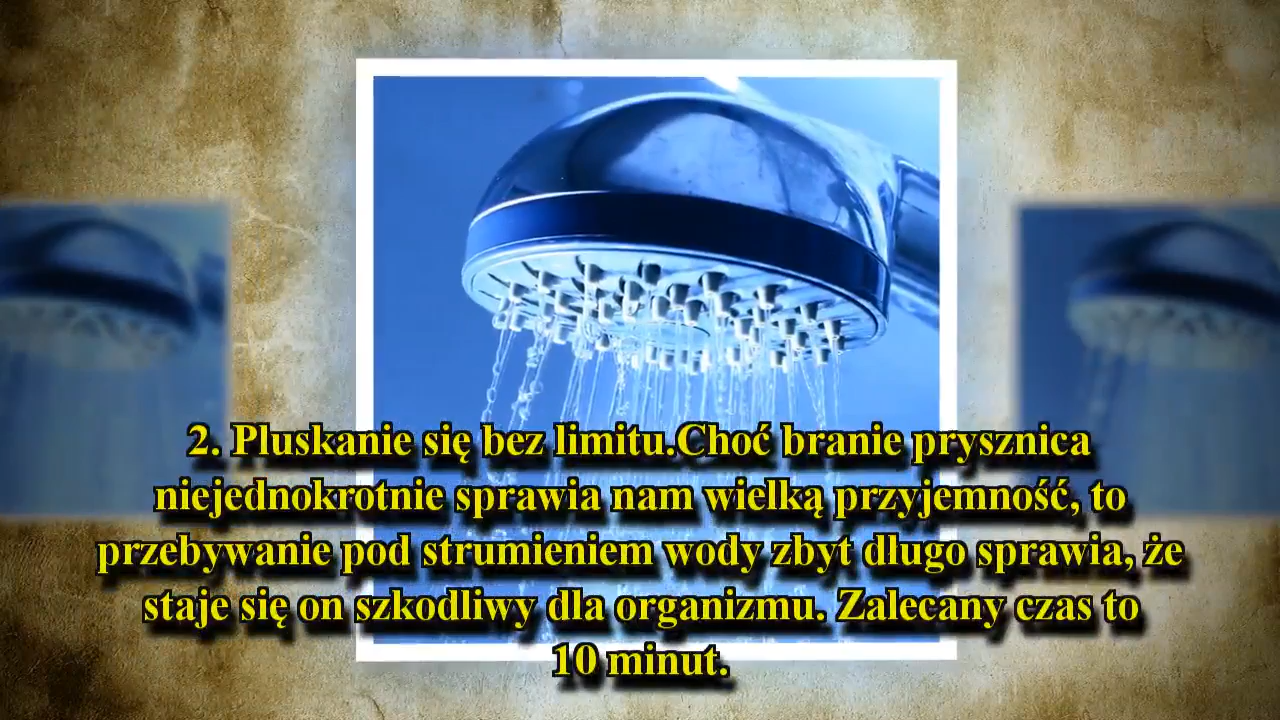 2. Pluskanie się bez limitu.Choć branie prysznica
niejednokrotnie sprawia nam wielką przyjemność, to
przebywanie pod strumieniem wody zbyt długo sprawia, że
staje się on szkodliwy dla organizmu. Zalecany czas to
10 minut.